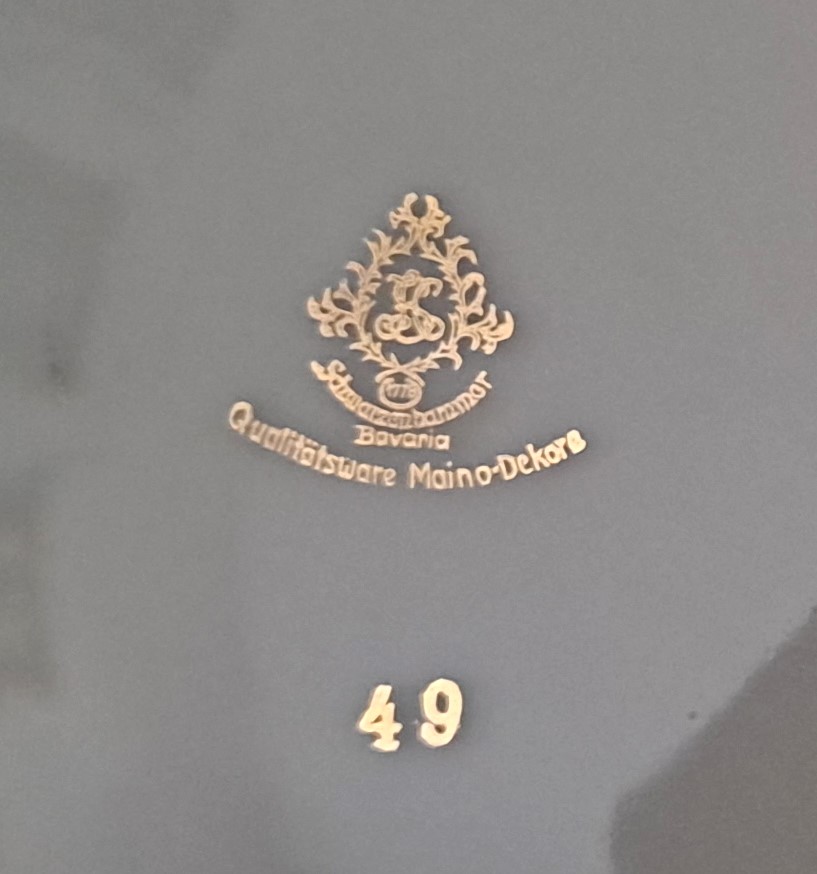 Schwarzenhammer
Bavaria
Qualitätsware Maino-Dekore
49